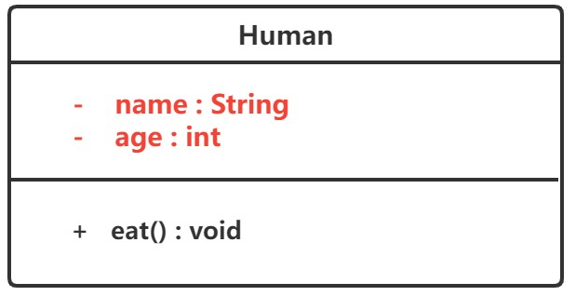 Human
- name : String
- age : int
+ eat() : void